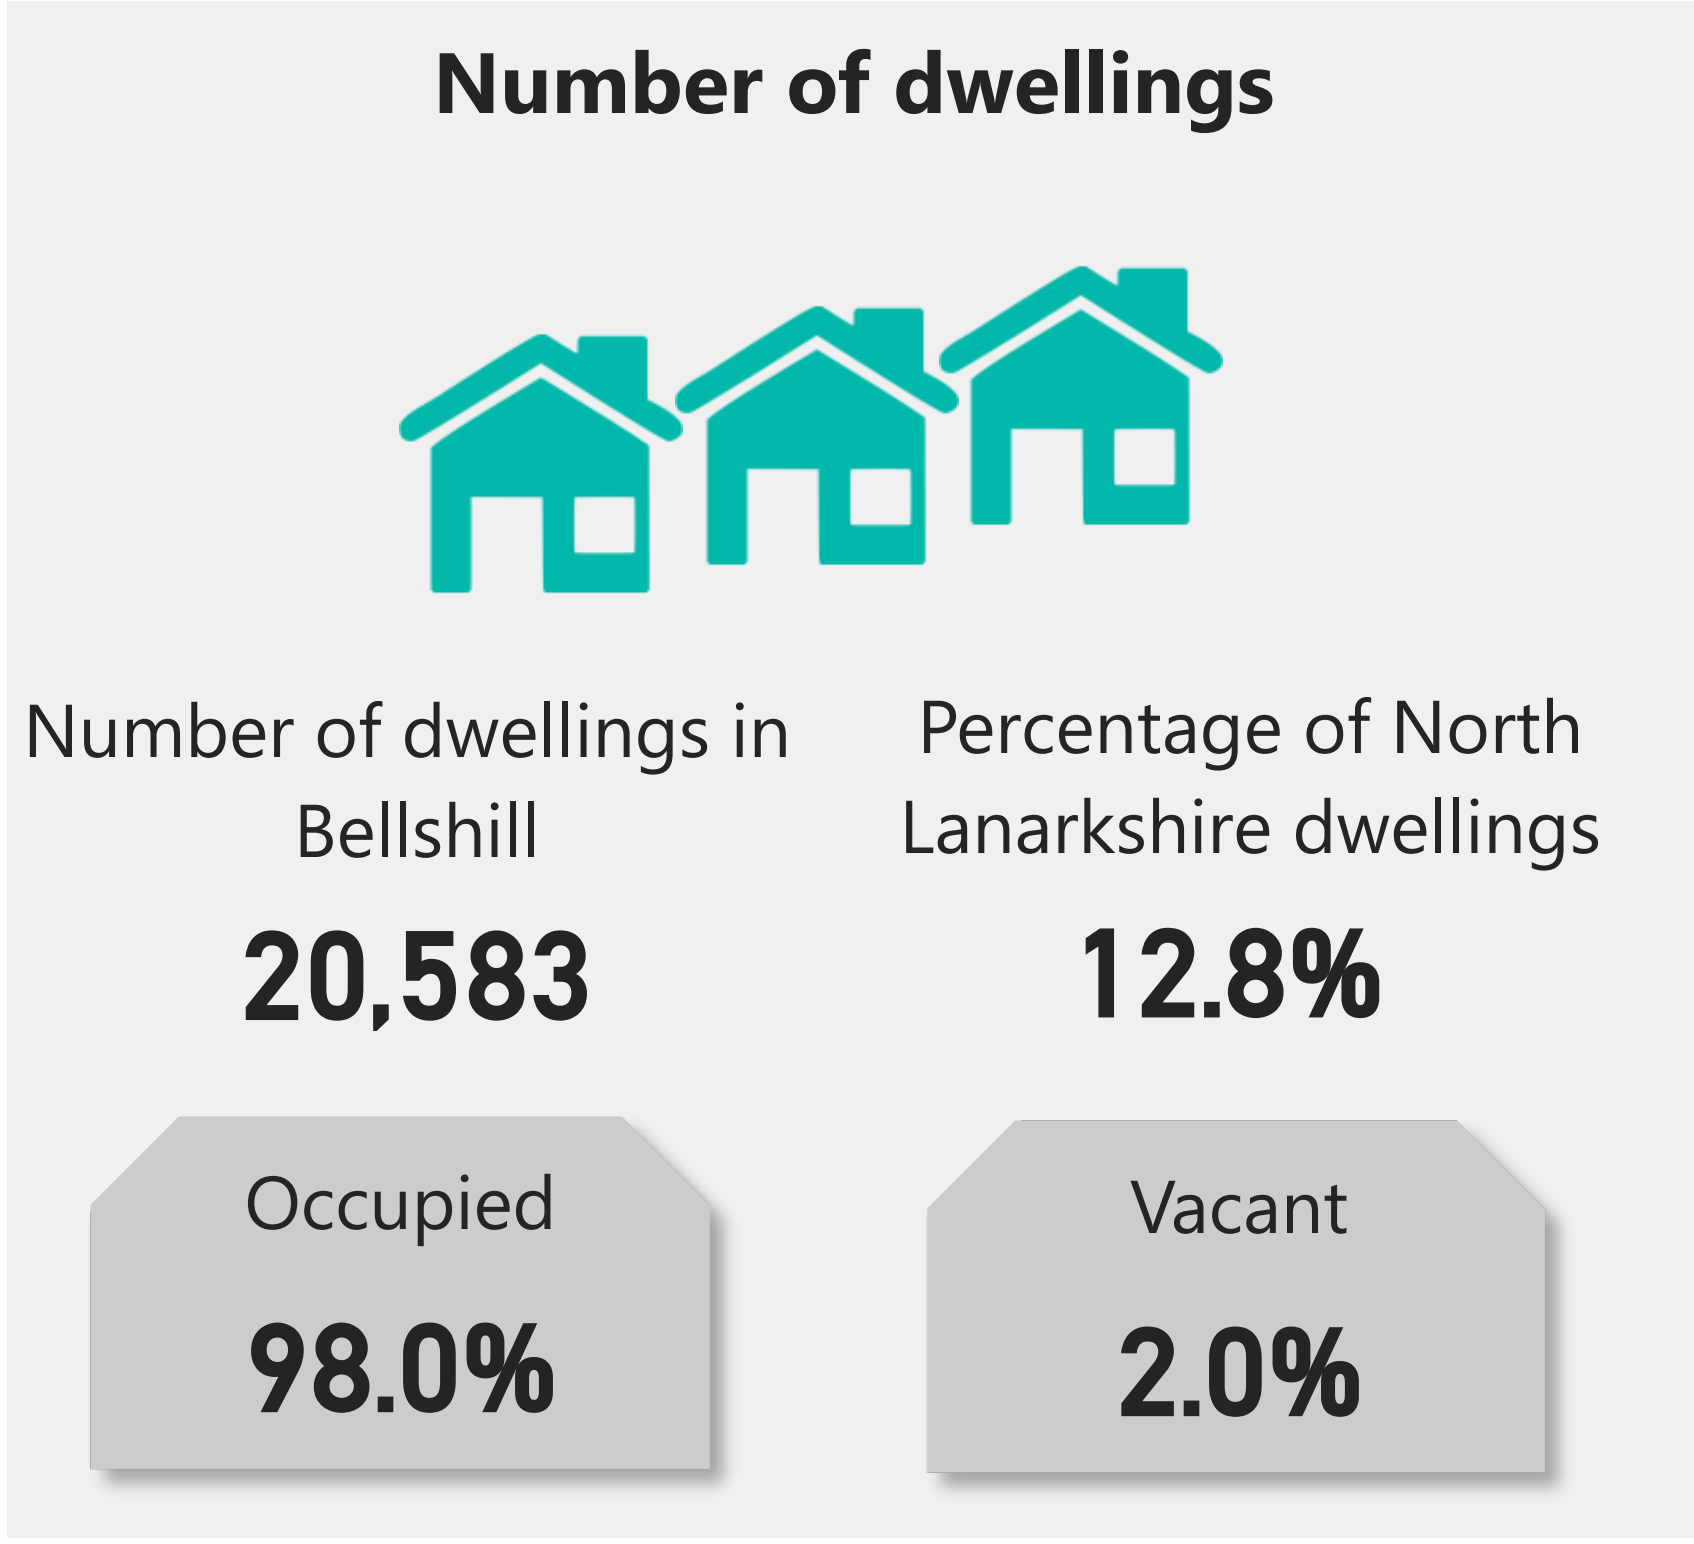 Number of dwellings
Number of dwellings in
Bellshill
20,583
Percentage of North
Lanarkshire dwellings
12.8%
Occupied
98.0%
Vacant
2.0%